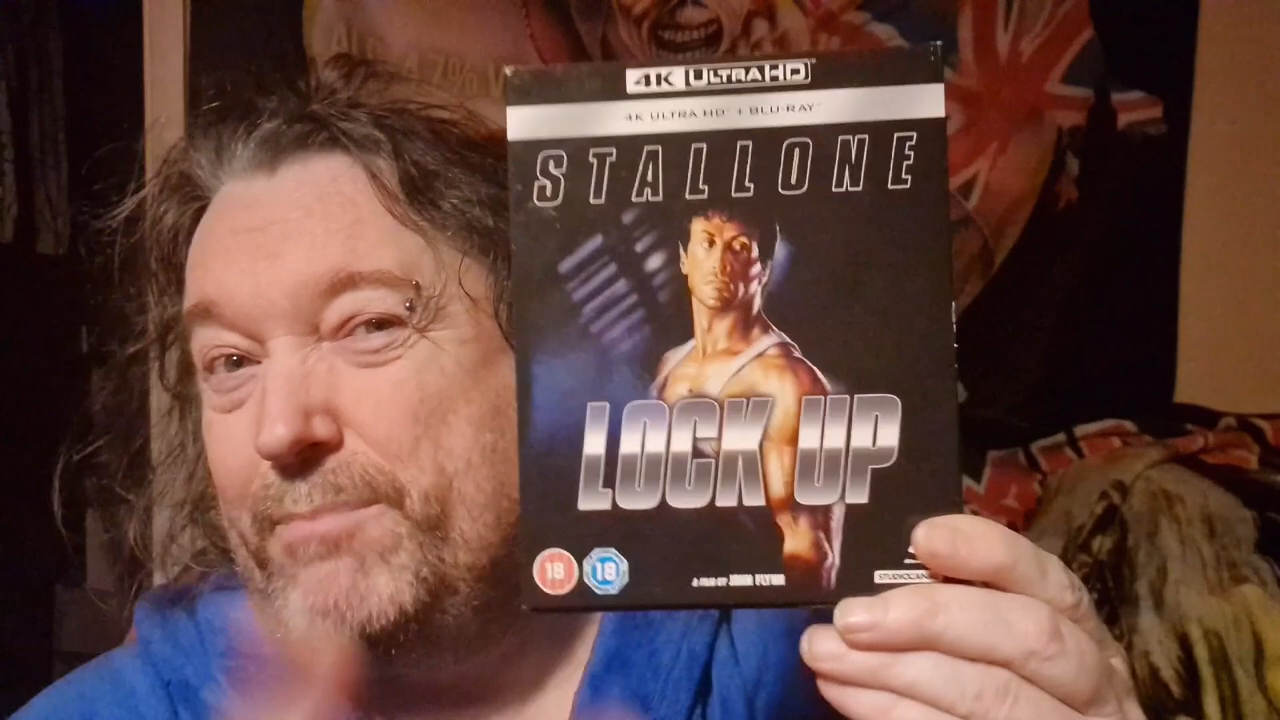 4K ULTRA HD
4K ULTRA HD + BLU-RAY
STALLONE
LOCK UP
18 18
A FILM BY JOHN FLYNN